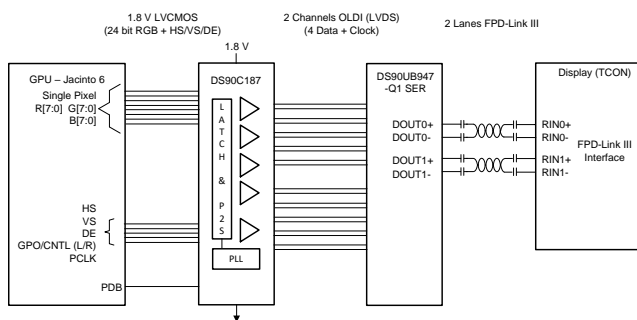 1.8 V LVCMOS
(24 bit RGB + HS/VS/DE)
2 Channels OLDI (LVDS)
(4 Data + Clock)
2 Lanes FPD-Link III
1.8 V
GPU – Jacinto 6
Single Pixel
R[7:0] G[7:0]
B[7:0]
HS
VS
DE
GPO/CNTL (L/R)
PCLK
PDB
DS90C187
LATCH & P2S
PLL
DS90UB947
-Q1 SER
DOUT0+
DOUT0-
DOUT1+
DOUT1-
Display (TCON)
RIN0+
RIN0-
FPD-Link III
Interface
RIN1+
RIN1-